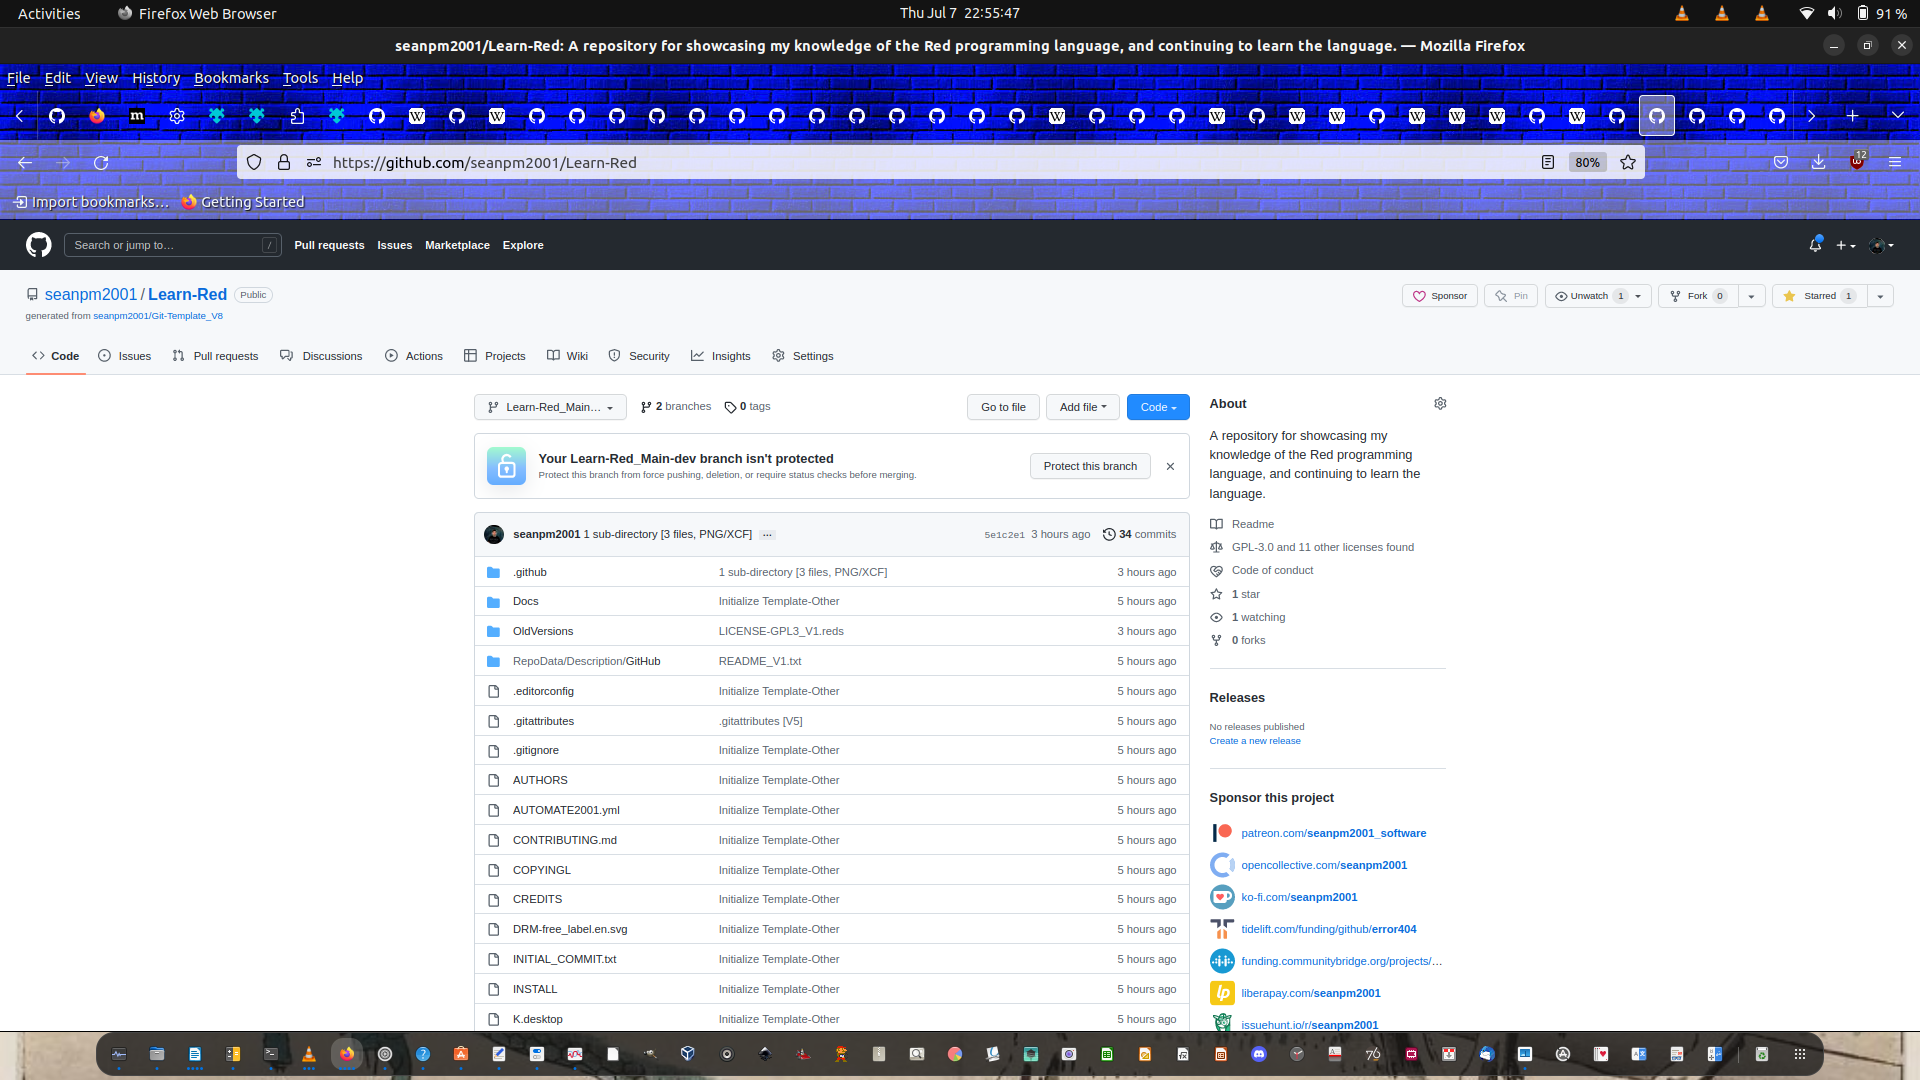 Activities
Firefox Web Browser
Thu Jul 7 22:55:47
91 %
seanpm2001/Learn-Red: A repository for showcasing my knowledge of the Red programming language, and continuing to learn the language. — Mozilla Firefox
File Edit View History Bookmarks Tools Help
https://github.com/seanpm2001/Learn-Red
80%
12
Import bookmarks…
Getting Started
Search or jump to…
/
Pull requests
Issues
Marketplace
Explore
seanpm2001 / Learn-Red
Public
generated from seanpm2001/Git-Template_V8
Sponsor
Pin
Unwatch 1
Fork 0
Starred 1
Code
Issues
Pull requests
Discussions
Actions
Projects
Wiki
Security
Insights
Settings
Learn-Red_Main…
2 branches
0 tags
Go to file
Add file
Code
Your Learn-Red_Main-dev branch isn't protected
Protect this branch from force pushing, deletion, or require status checks before merging.
Protect this branch
seanpm2001 1 sub-directory [3 files, PNG/XCF] …
5e1c2e1 3 hours ago
34 commits
.github 1 sub-directory [3 files, PNG/XCF] 3 hours ago
Docs Initialize Template-Other 5 hours ago
OldVersions LICENSE-GPL3_V1.reds 3 hours ago
RepoData/Description/GitHub README_V1.txt 5 hours ago
.editorconfig Initialize Template-Other 5 hours ago
.gitattributes .gitattributes [V5] 5 hours ago
.gitignore Initialize Template-Other 5 hours ago
AUTHORS Initialize Template-Other 5 hours ago
AUTOMATE2001.yml Initialize Template-Other 5 hours ago
CONTRIBUTING.md Initialize Template-Other 5 hours ago
COPYINGL Initialize Template-Other 5 hours ago
CREDITS Initialize Template-Other 5 hours ago
DRM-free_label.en.svg Initialize Template-Other 5 hours ago
INITIAL_COMMIT.txt Initialize Template-Other 5 hours ago
INSTALL Initialize Template-Other 5 hours ago
K.desktop Initialize Template-Other 5 hours ago
About
A repository for showcasing my
knowledge of the Red programming
language, and continuing to learn the
language.
Readme
GPL-3.0 and 11 other licenses found
Code of conduct
1 star
1 watching
0 forks
Releases
No releases published
Create a new release
Sponsor this project
patreon.com/seanpm2001_software
opencollective.com/seanpm2001
ko-fi.com/seanpm2001
tidelift.com/funding/github/error404
funding.communitybridge.org/projects/…
liberapay.com/seanpm2001
issuehunt.io/r/seanpm2001